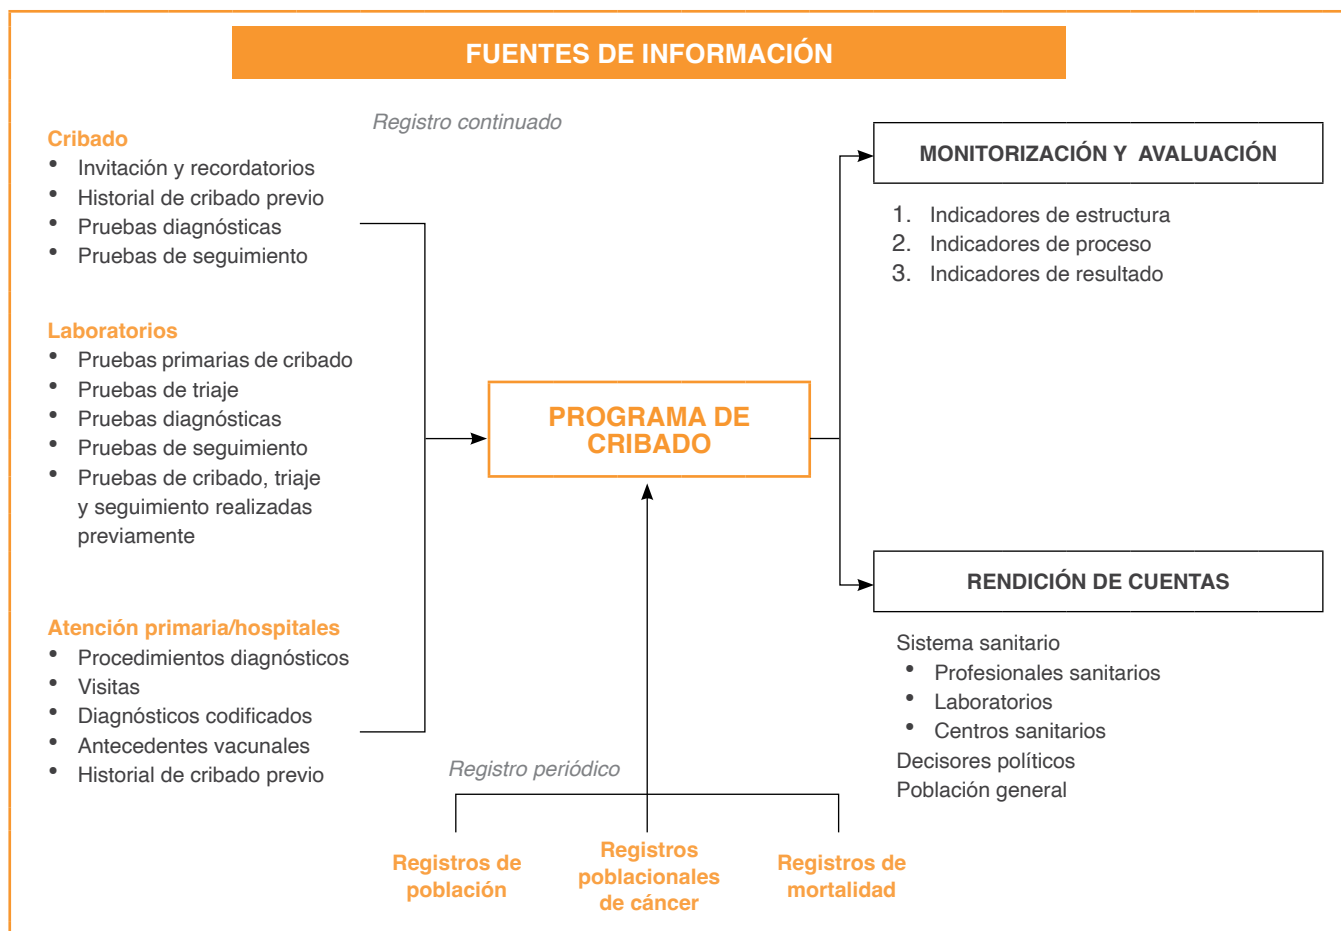 FUENTES DE INFORMACIÓN
Registro continuado
Cribado
• Invitación y recordatorios
• Historial de cribado previo
• Pruebas diagnósticas
• Pruebas de seguimiento
Laboratorios
• Pruebas primarias de cribado
• Pruebas de triaje
• Pruebas diagnósticas
• Pruebas de seguimiento
• Pruebas de cribado, triaje
y seguimiento realizadas
previamente
Atención primaria/hospitales
• Procedimientos diagnósticos
• Visitas
• Diagnósticos codificados
• Antecedentes vacunales
• Historial de cribado previo
PROGRAMA DE
CRIBADO
Registro periódico
Registros de
población
Registros
poblacionales
de cáncer
Registros de
mortalidad
MONITORIZACIÓN Y AVALUACIÓN
1. Indicadores de estructura
2. Indicadores de proceso
3. Indicadores de resultado
RENDICIÓN DE CUENTAS
Sistema sanitario
• Profesionales sanitarios
• Laboratorios
• Centros sanitarios
Decisores políticos
Población general